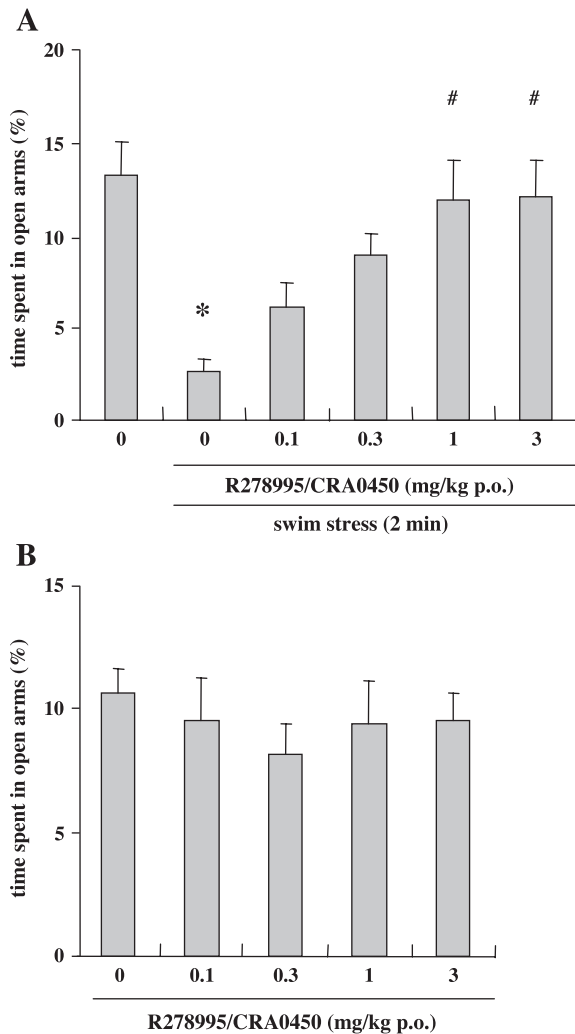 A
20
15
10
5
0
time spent in open arms (%)
*
#
#
0 0 0.1 0.3 1 3
R278995/CRA0450 (mg/kg p.o.)
swim stress (2 min)
B
15
10
5
0
time spent in open arms (%)
0 0.1 0.3 1 3
R278995/CRA0450 (mg/kg p.o.)